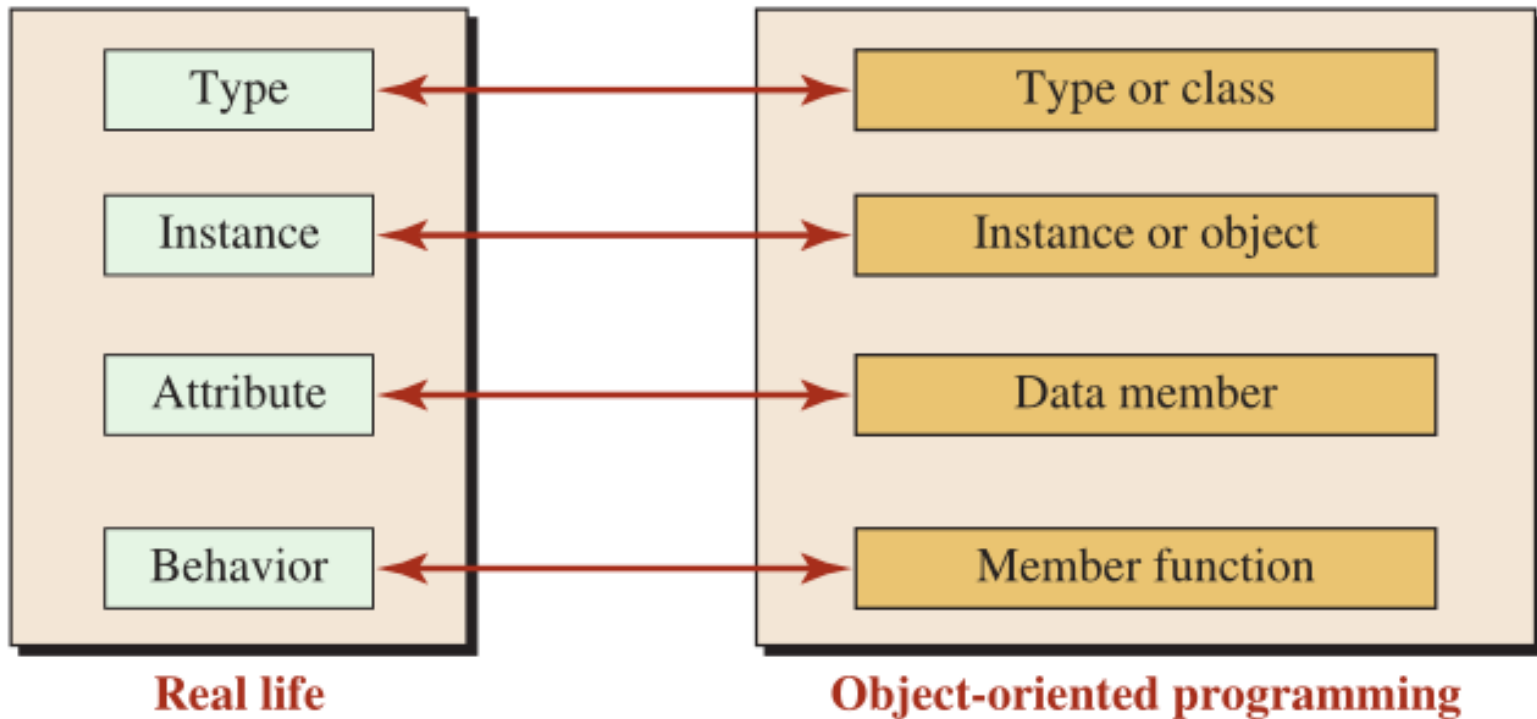 Type
Type or class
Instance
Instance or object
Attribute
Data member
Behavior
Member function
Real life
Object-oriented programming